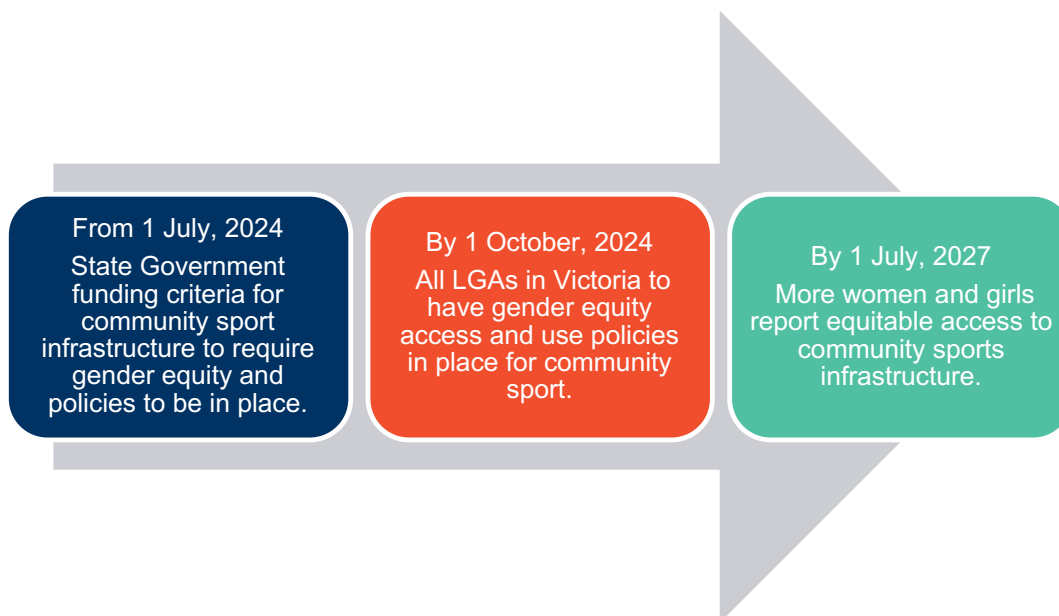 From 1 July, 2024
State Government
funding criteria for
community sport
infrastructure to require
gender equity and
policies to be in place.
By 1 October, 2024
All LGAs in Victoria to
have gender equity
access and use policies
in place for community
sport.
By 1 July, 2027
More women and girls
report equitable access to
community sports
infrastructure.